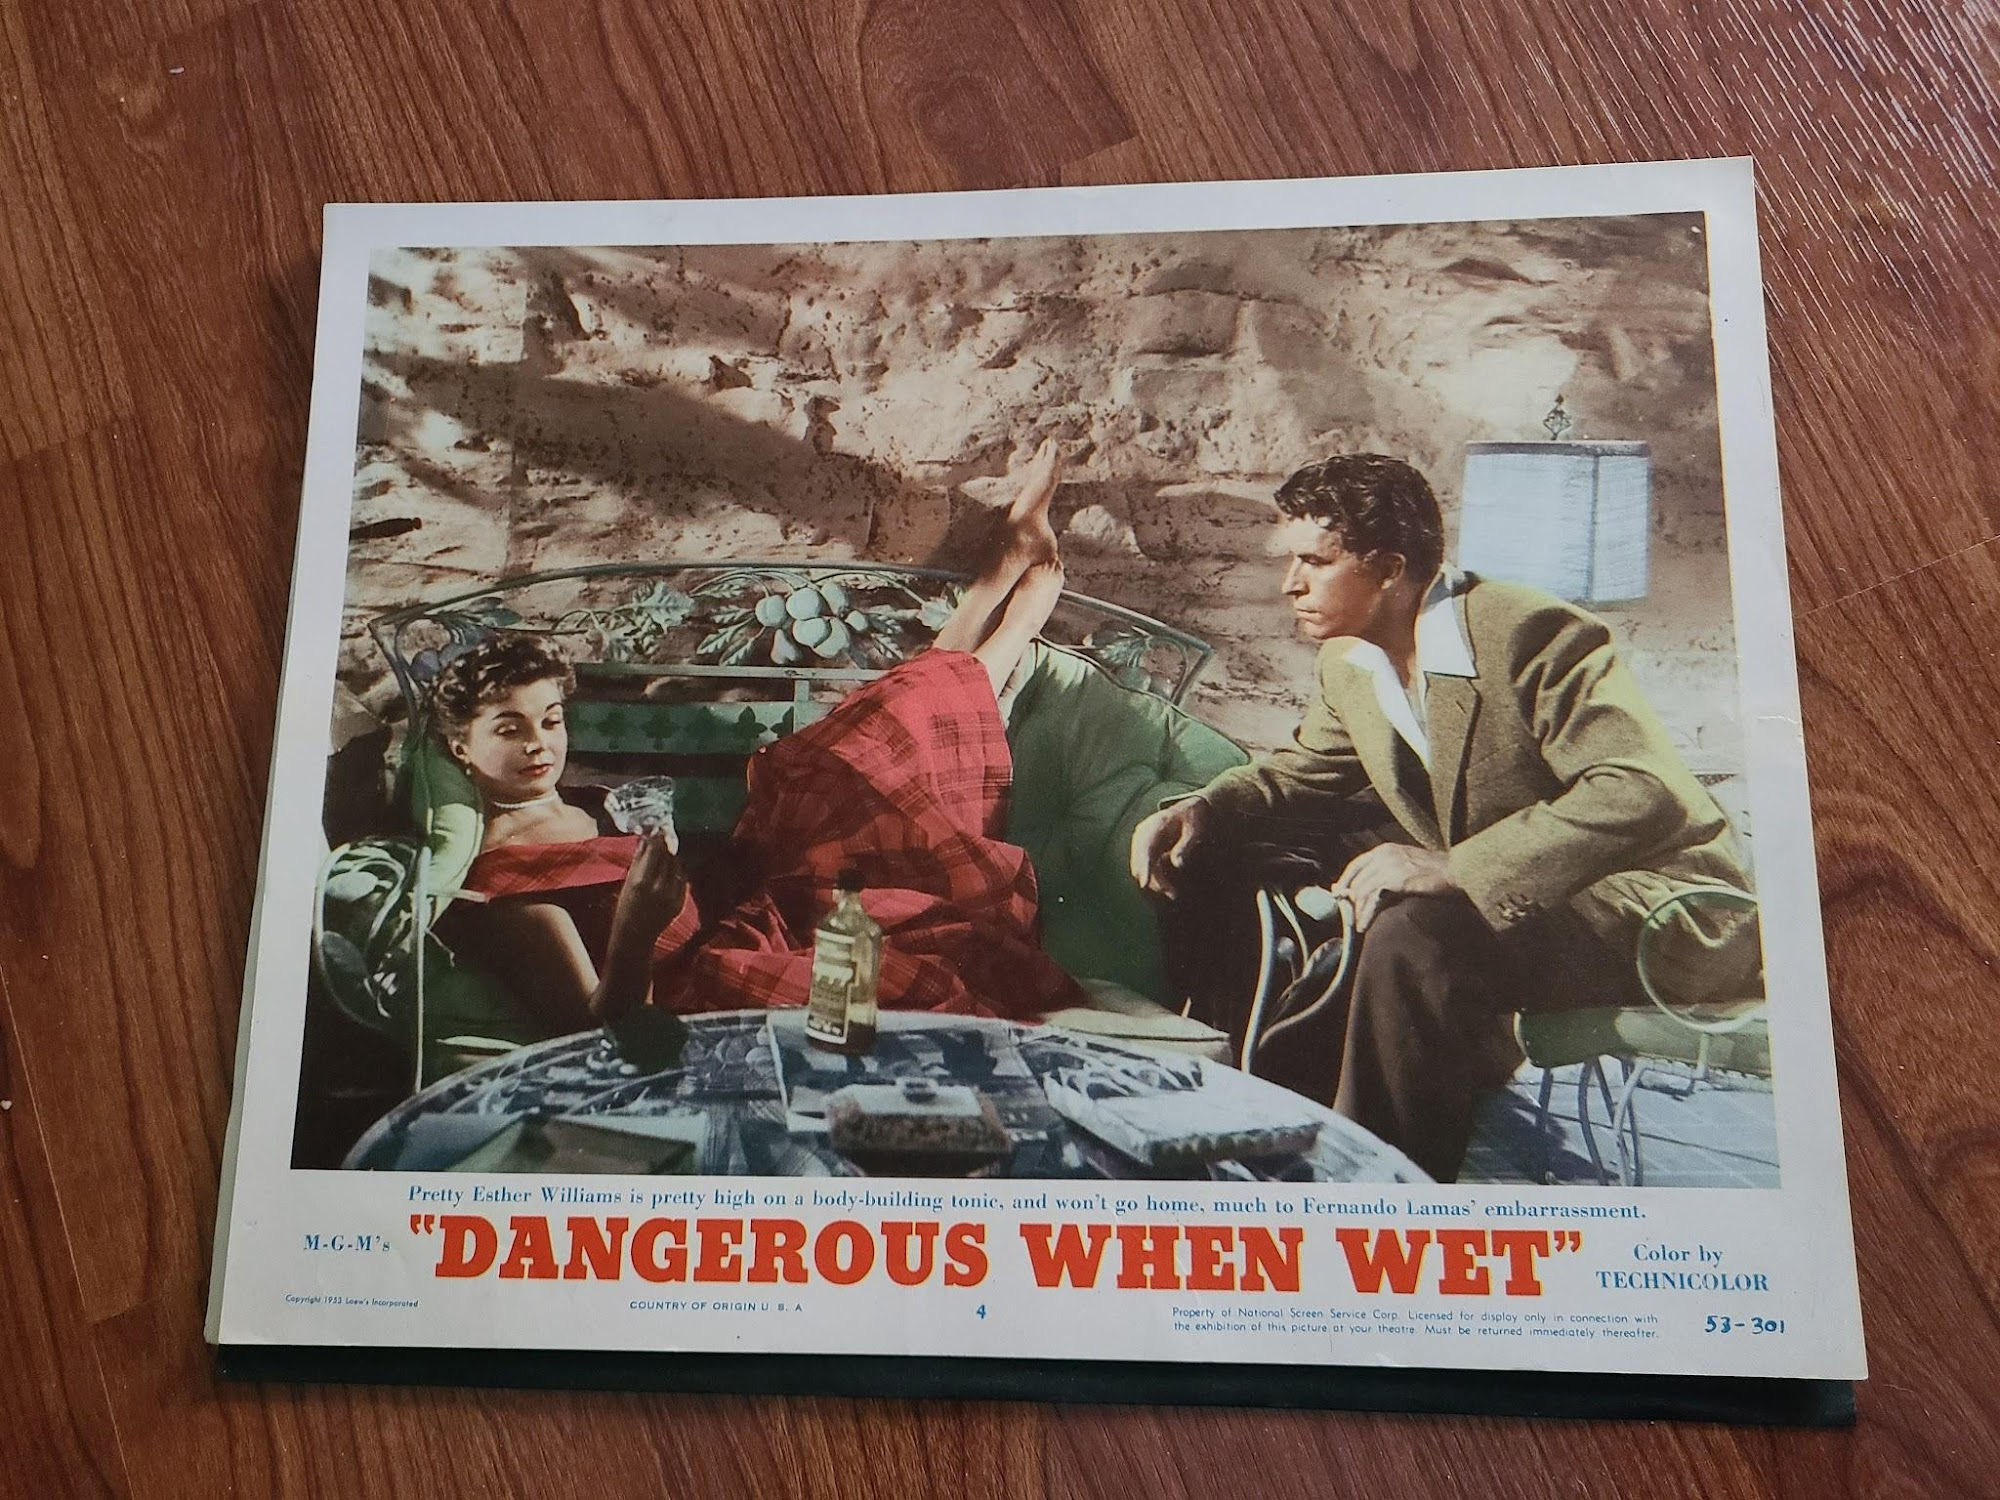 Pretty Esther Williams is pretty high on a body-building tonic, and won't go home, much to Fernando Lamas' embarrassment.
M-G-M's "DANGEROUS WHEN WET" Color by
TECHNICOLOR
Copyright 1953 Loew's Incorporated
COUNTRY OF ORIGIN U. S. A
4
Property of National Screen Service Corp. Licensed for display only in connection with
the exhibition of this picture at your theatre. Must be returned immediately thereafter.
53-301